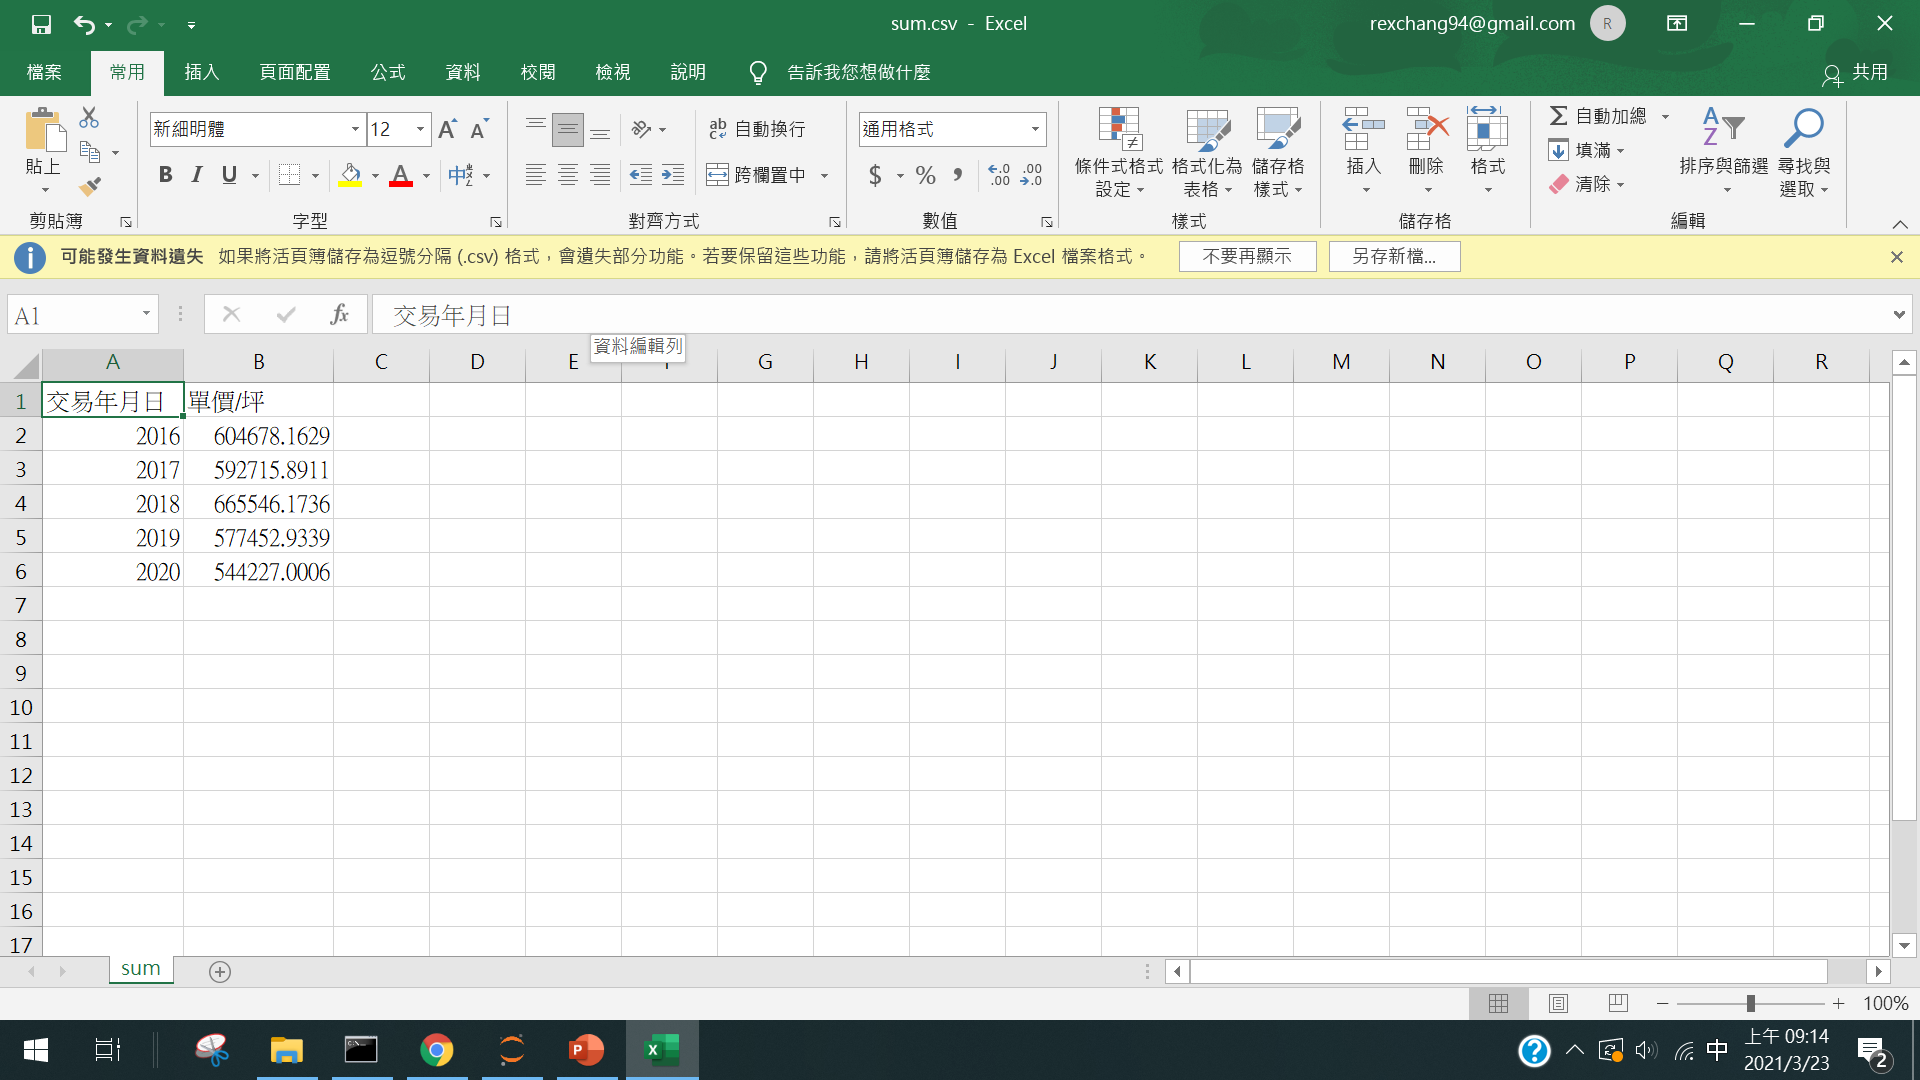 sum.csv - Excel
rexchang94@gmail.com R
檔案 常用 插入 頁面配置 公式 資料 校閱 檢視 說明 告訴我您想做什麼 共用
貼上
剪貼簿
新細明體 12
A A
B I U A 中
字型
ab 自動換行
跨欄置中
對齊方式
通用格式
$ % , .00 .0
數值
條件式格式設定 格式化為表格 儲存格樣式
樣式
插入 刪除 格式
儲存格
Σ 自動加總
填滿
清除
排序與篩選 尋找與選取
編輯
可能發生資料遺失 如果將活頁簿儲存為逗號分隔 (.csv) 格式，會遺失部分功能。若要保留這些功能，請將活頁簿儲存為 Excel 檔案格式。 不要再顯示 另存新檔...
A1 fx 交易年月日
資料編輯列
A B C D E G H I J K L M N O P Q R
1 交易年月日 單價/坪
2 2016 604678.1629
3 2017 592715.8911
4 2018 665546.1736
5 2019 577452.9339
6 2020 544227.0006
7
8
9
10
11
12
13
14
15
16
17
sum
100%
中 上午 09:14
2021/3/23
2